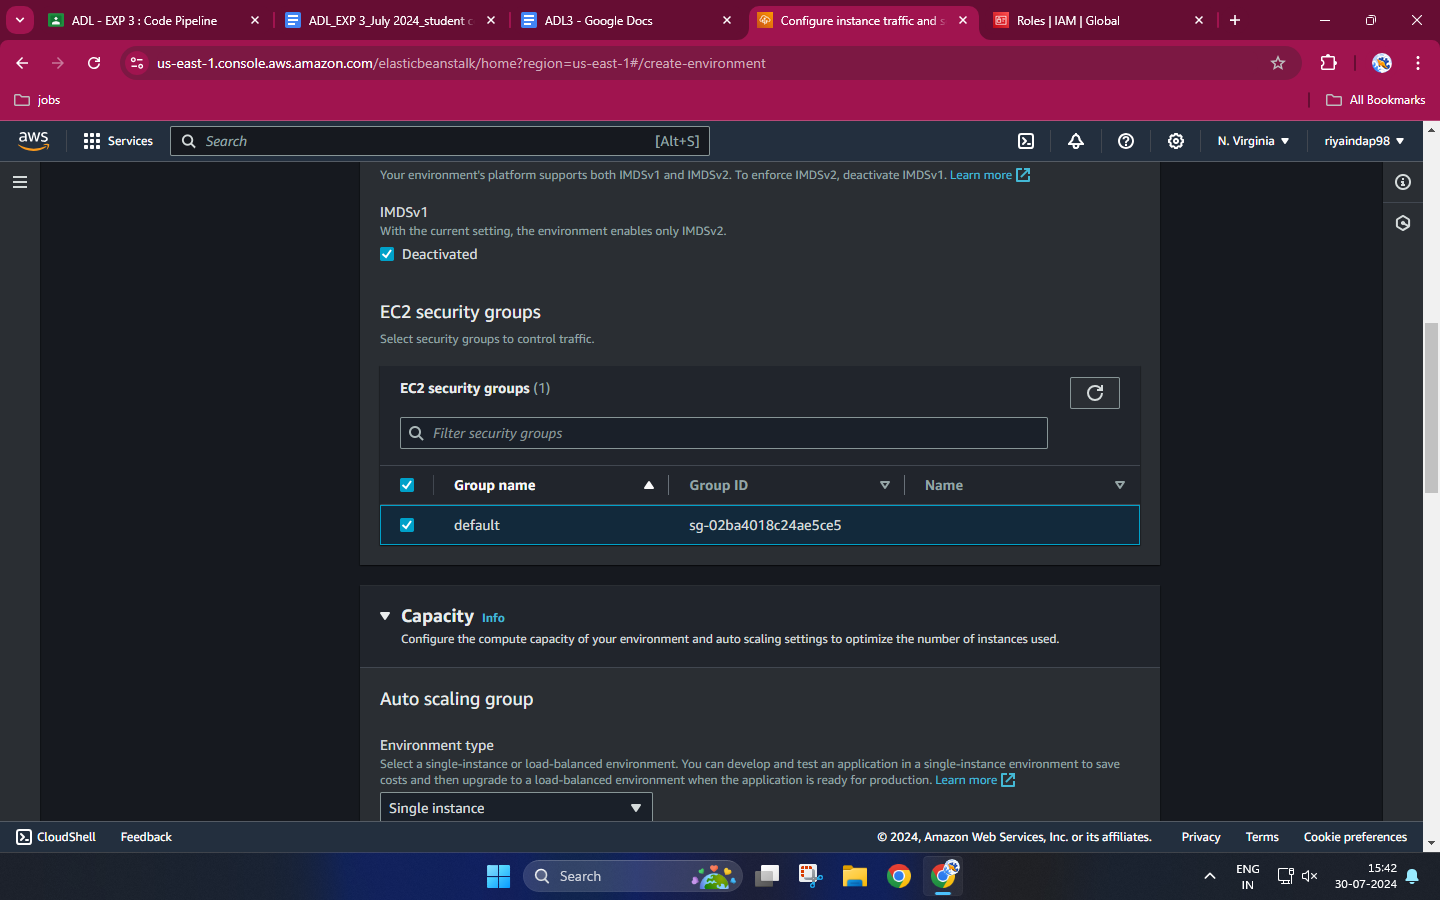 ADL - EXP 3 : Code Pipeline
ADL_EXP 3_July 2024_student c
ADL3 - Google Docs
Configure instance traffic and s
Roles | IAM | Global
us-east-1.console.aws.amazon.com/elasticbeanstalk/home?region=us-east-1#/create-environment
jobs
All Bookmarks
aws
Services
Search
[Alt+S]
N. Virginia
riyaindap98
Your environment's platform supports both IMDSv1 and IMDSv2. To enforce IMDSv2, deactivate IMDSv1. Learn more
IMDSv1
With the current setting, the environment enables only IMDSv2.
Deactivated
EC2 security groups
Select security groups to control traffic.
EC2 security groups (1)
Filter security groups
Group name
Group ID
Name
default
sg-02ba4018c24ae5ce5
Capacity Info
Configure the compute capacity of your environment and auto scaling settings to optimize the number of instances used.
Auto scaling group
Environment type
Select a single-instance or load-balanced environment. You can develop and test an application in a single-instance environment to save
costs and then upgrade to a load-balanced environment when the application is ready for production. Learn more
Single instance
CloudShell
Feedback
© 2024, Amazon Web Services, Inc. or its affiliates.
Privacy
Terms
Cookie preferences
Search
ENG
IN
15:42
30-07-2024